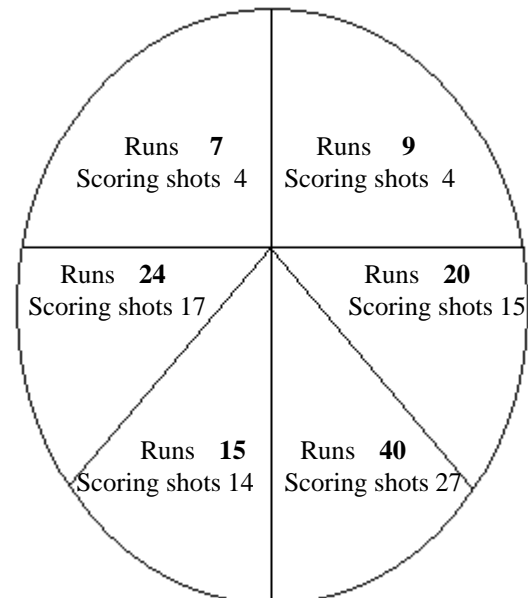 Runs 7
Scoring shots 4
Runs 9
Scoring shots 4
Runs 24
Scoring shots 17
Runs 20
Scoring shots 15
Runs 15
Scoring shots 14
Runs 40
Scoring shots 27